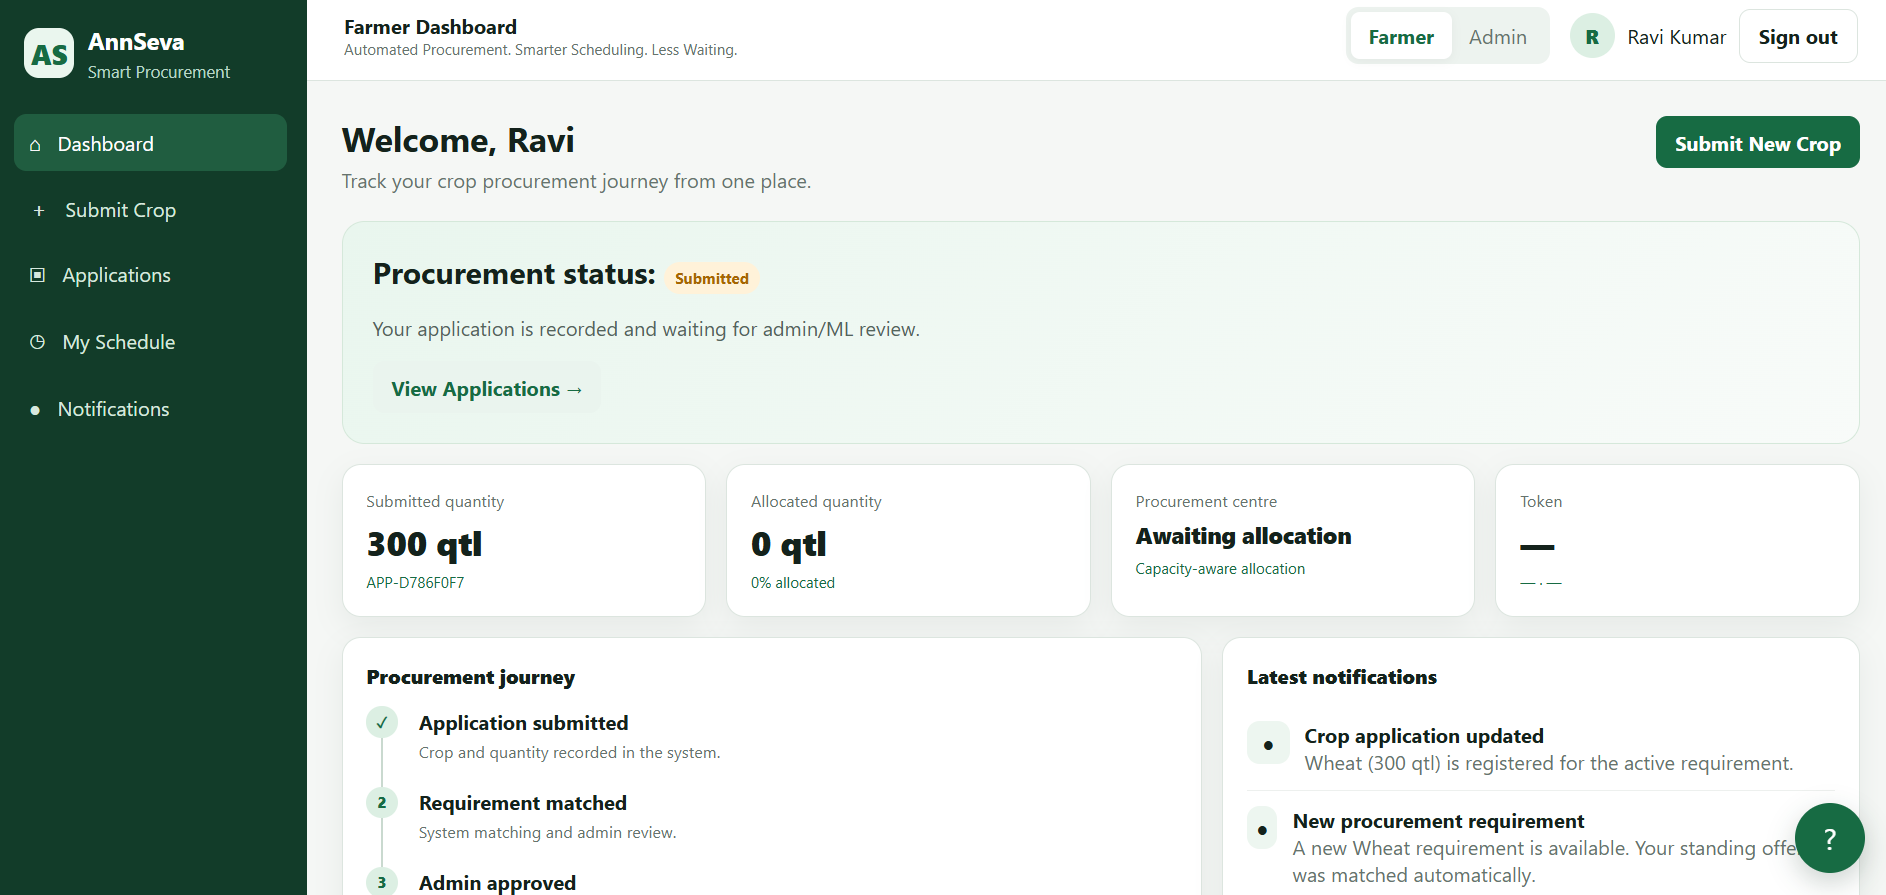 AS
AnnSeva
Smart Procurement
Dashboard
+ Submit Crop
Applications
My Schedule
Notifications
Farmer Dashboard
Automated Procurement. Smarter Scheduling. Less Waiting.
Farmer
Admin
R
Ravi Kumar
Sign out
Welcome, Ravi
Track your crop procurement journey from one place.
Submit New Crop
Procurement status: Submitted
Your application is recorded and waiting for admin/ML review.
View Applications →
Submitted quantity
300 qtl
APP-D786F0F7
Allocated quantity
0 qtl
0% allocated
Procurement centre
Awaiting allocation
Capacity-aware allocation
Token
—
— · —
Procurement journey
✓
Application submitted
Crop and quantity recorded in the system.
2
Requirement matched
System matching and admin review.
3
Admin approved
Latest notifications
Crop application updated
Wheat (300 qtl) is registered for the active requirement.
New procurement requirement
A new Wheat requirement is available. Your standing
was matched automatically.
?